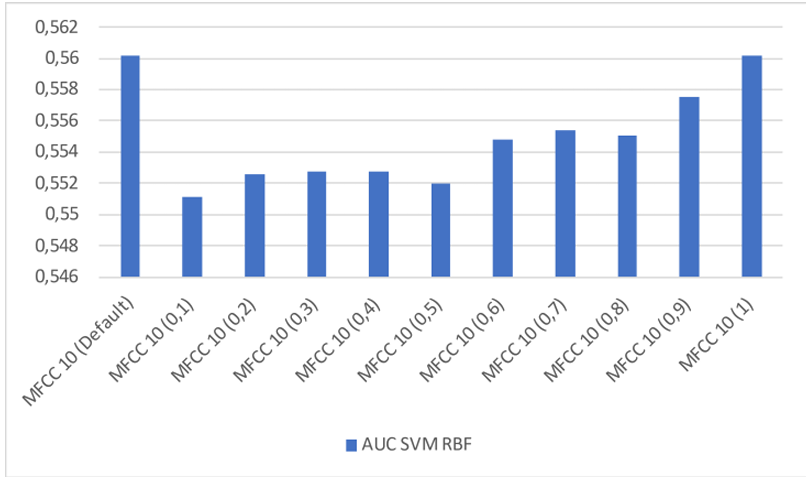 0,562
0,56
0,558
0,556
0,554
0,552
0,55
0,548
0,546
MFCC 10 (Default)
MFCC 10 (0,1)
MFCC 10 (0,2)
MFCC 10 (0,3)
MFCC 10 (0,4)
MFCC 10 (0,5)
MFCC 10 (0,6)
MFCC 10 (0,7)
MFCC 10 (0,8)
MFCC 10 (0,9)
MFCC 10 (1)
AUC SVM RBF